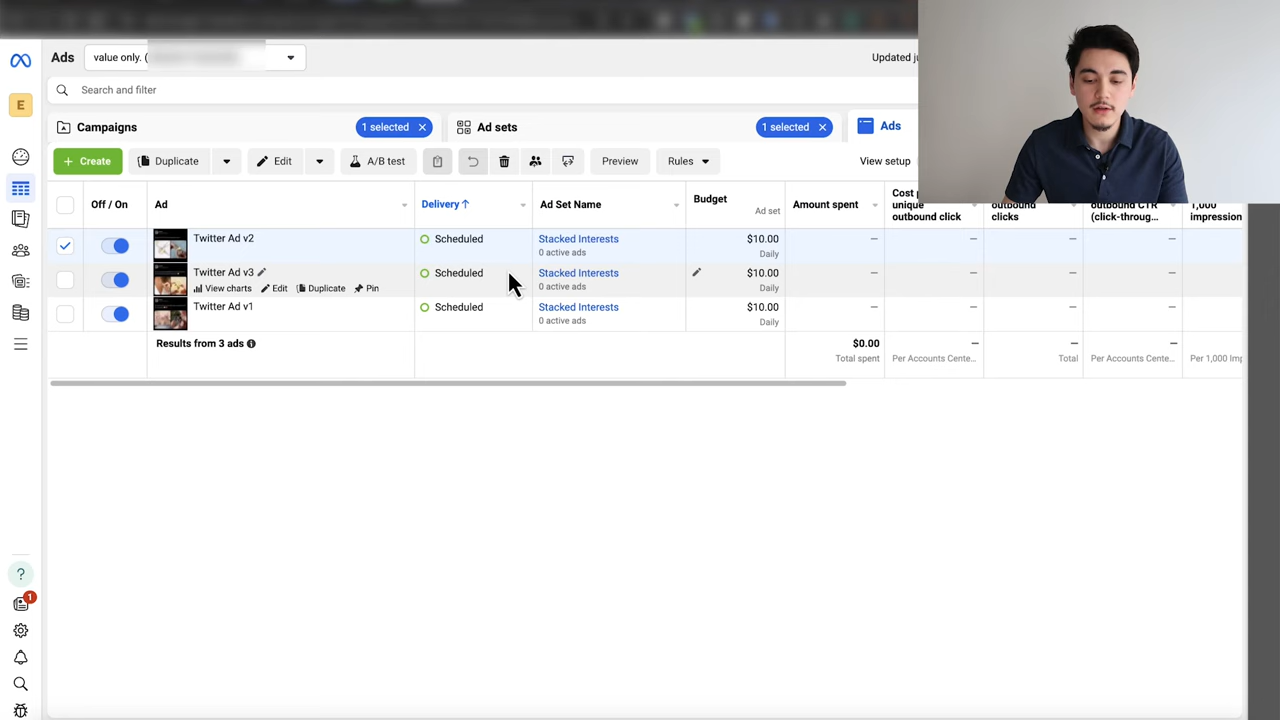 Ads
value only. (
Updated ju
E
Search and filter
Campaigns
1 selected
Ad sets
1 selected
Ads
+ Create
Duplicate
Edit
A/B test
Preview
Rules
View setup
Off / On
Ad
Delivery ↑
Ad Set Name
Budget
Ad set
Amount spent
Cost p
unique
outbound click
outbound
clicks
outbound CTR
(click-throug...
1,000
impression
Twitter Ad v2
Scheduled
Stacked Interests
0 active ads
$10.00
Daily
–
–
–
–
Twitter Ad v3
View charts
Edit
Duplicate
Pin
Scheduled
Stacked Interests
0 active ads
$10.00
Daily
–
–
–
–
Twitter Ad v1
Scheduled
Stacked Interests
0 active ads
$10.00
Daily
–
–
–
–
Results from 3 ads
$0.00
Total spent
–
Per Accounts Cente...
–
Total
–
Per Accounts Cente...
Per 1,000 Imp
?
1